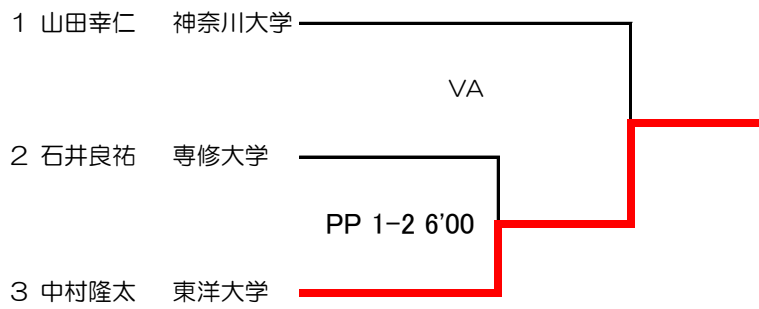 1 山田幸仁 神奈川大学
VA
2 石井良祐 専修大学
PP 1-2 6'00
3 中村隆太 東洋大学